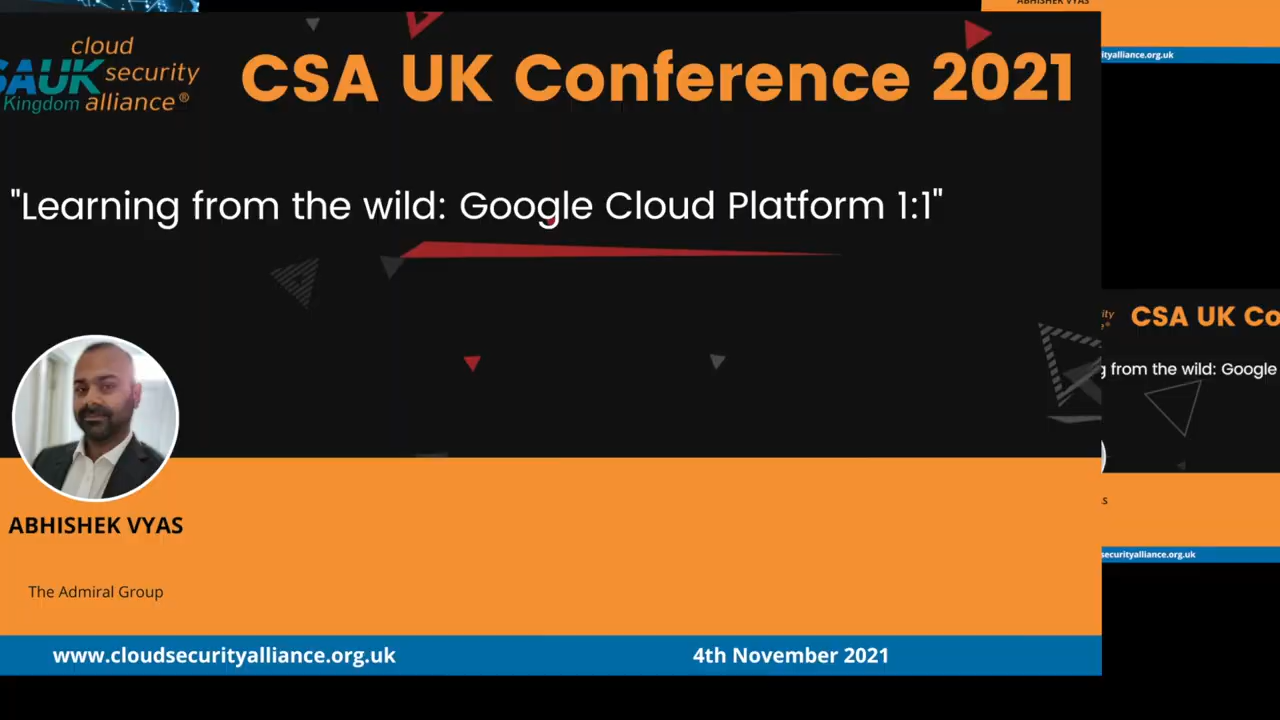 ABHISHEK VYAS
cloud
SAUK security
Kingdom alliance®
CSA UK Conference 2021
ityalliance.org.uk
"Learning from the wild: Google Cloud Platform 1:1"
ity
CSA UK Co
g from the wild: Google
ABHISHEK VYAS
s
The Admiral Group
securityalliance.org.uk
www.cloudsecurityalliance.org.uk
4th November 2021